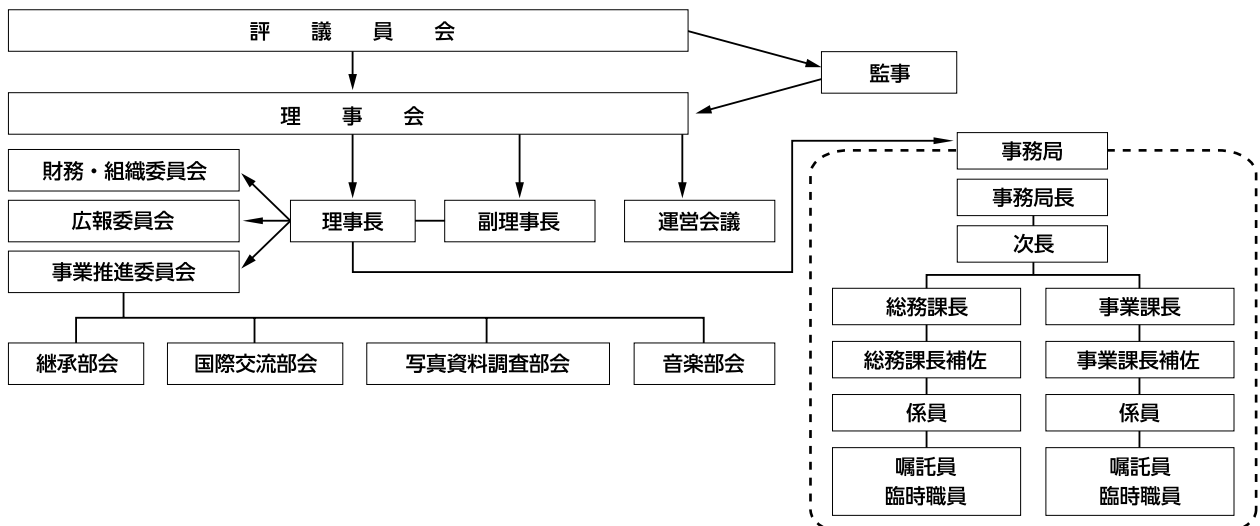 評議員会
監事
理事会
事務局
財務・組織委員会
広報委員会
事業推進委員会
理事長
副理事長
運営会議
継承部会
国際交流部会
写真資料調査部会
音楽部会
事務局長
次長
総務課長
事業課長
総務課長補佐
事業課長補佐
係員
係員
嘱託員
臨時職員
嘱託員
臨時職員